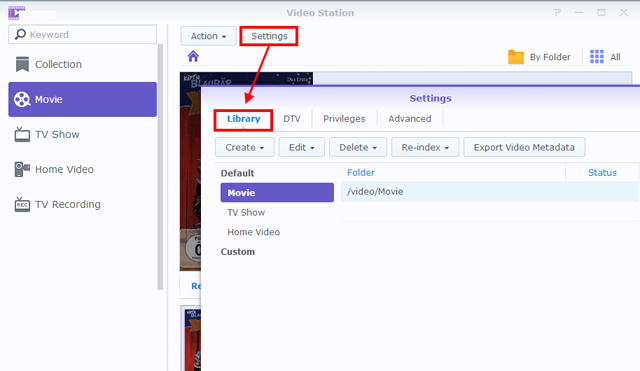 Video Station
Keyword
Action
Settings
Collection
By Folder
All
Movie
Settings
Library
DTV
Privileges
Advanced
TV Show
Create
Edit
Delete
Re-index
Export Video Metadata
Home Video
Default
Folder
Status
Movie
/video/Movie
TV Recording
TV Show
Home Video
Custom
REC
Re